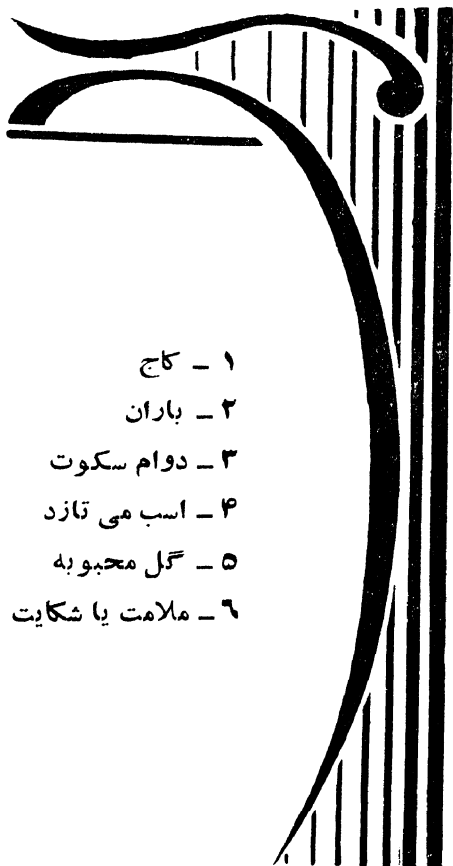 ۱ ـ کاج
۲ ـ باران
۳ ـ دوام سکوت
۴ ـ اسب می تازد
۵ ـ گل محبوبه
۶ ـ ملامت یا شکایت